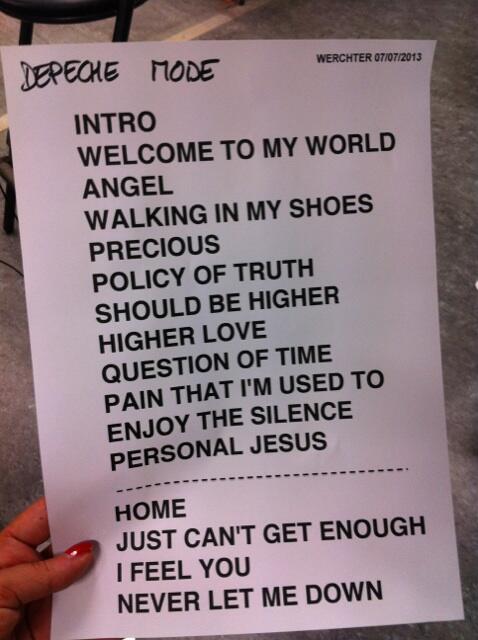 DEPECHE MODE
WERCHTER 07/07/2013
INTRO
WELCOME TO MY WORLD
ANGEL
WALKING IN MY SHOES
PRECIOUS
POLICY OF TRUTH
SHOULD BE HIGHER
HIGHER LOVE
QUESTION OF TIME
PAIN THAT I'M USED TO
ENJOY THE SILENCE
PERSONAL JESUS
HOME
JUST CAN'T GET ENOUGH
I FEEL YOU
NEVER LET ME DOWN